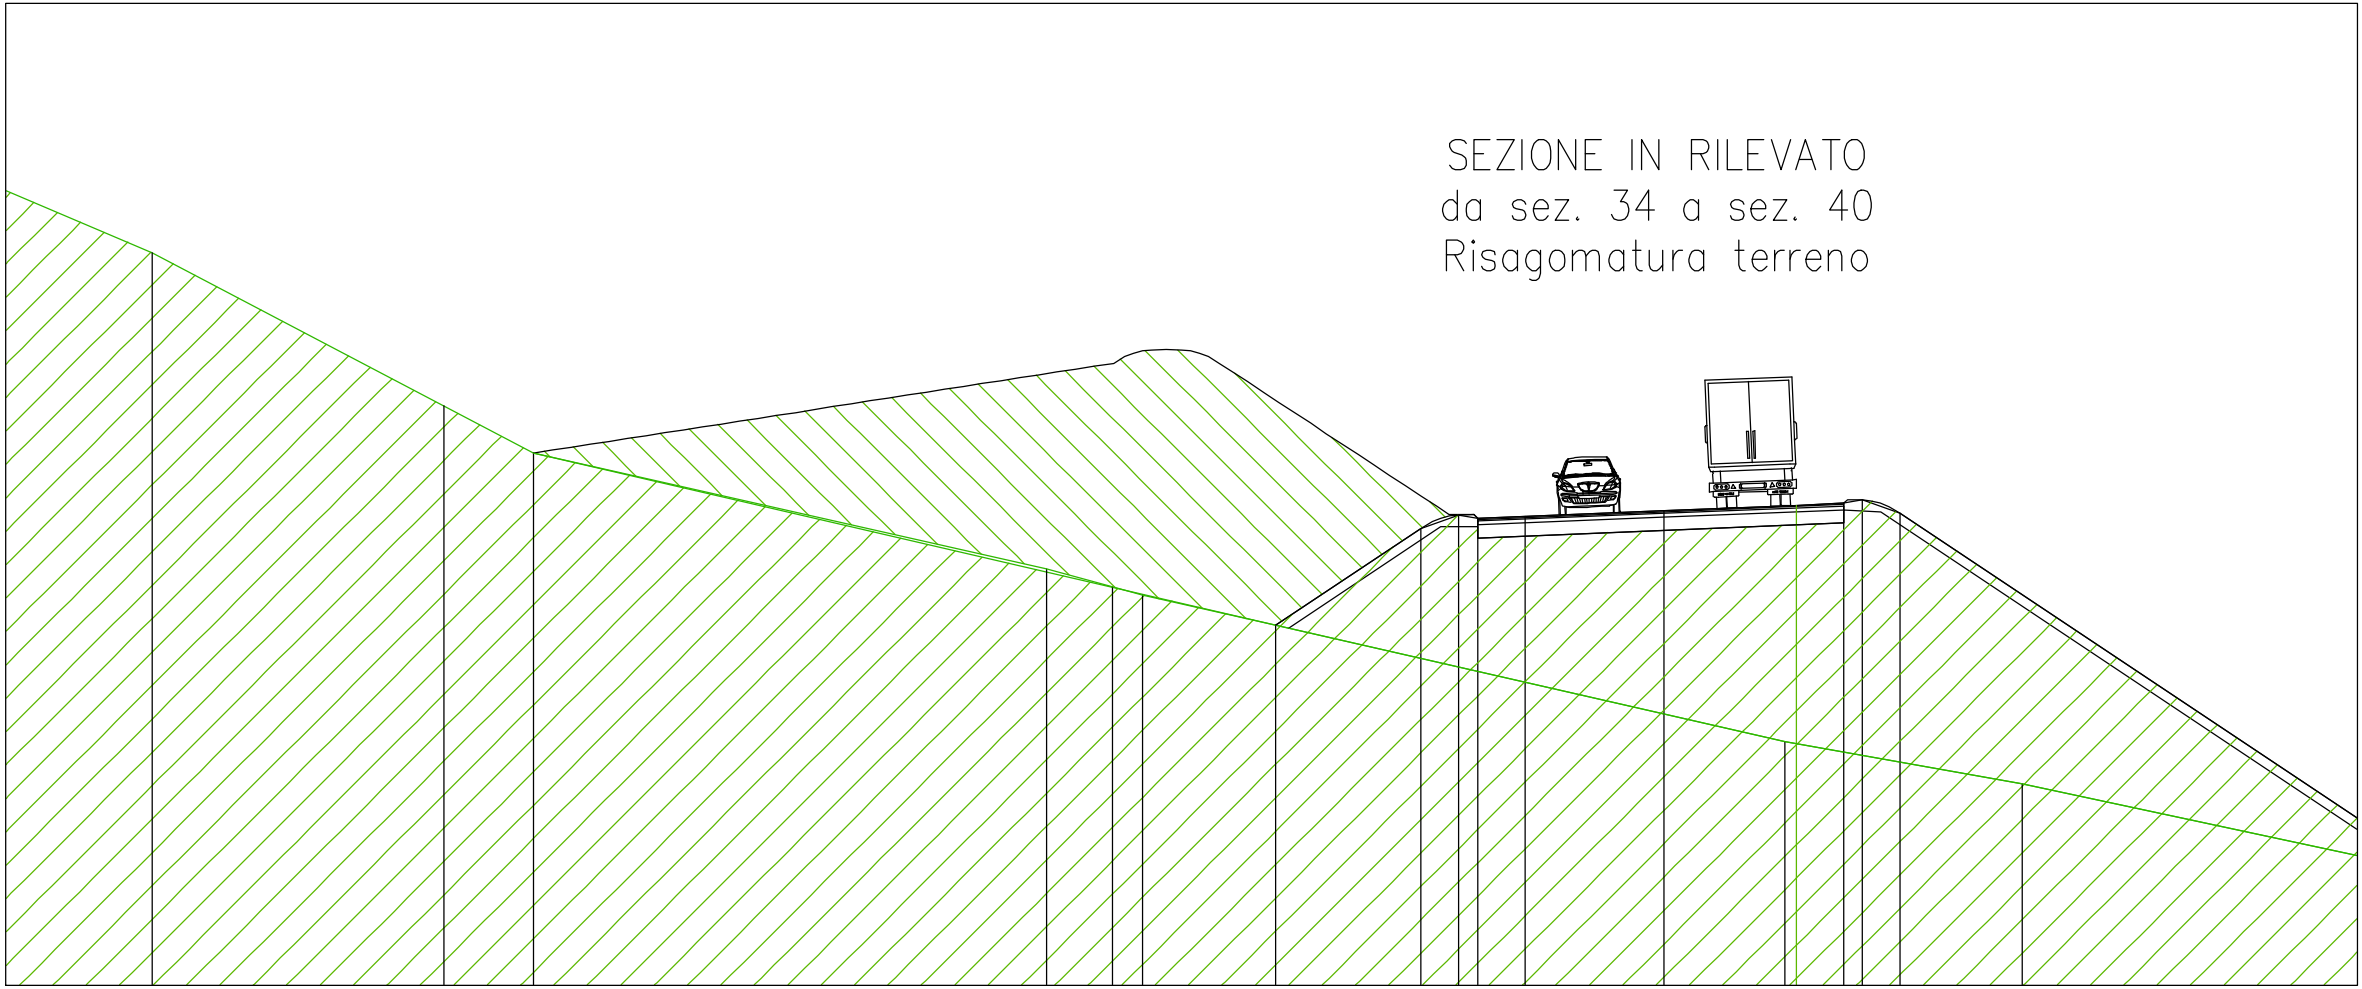 SEZIONE IN RILEVATO
da sez. 34 a sez. 40
Risagomatura terreno